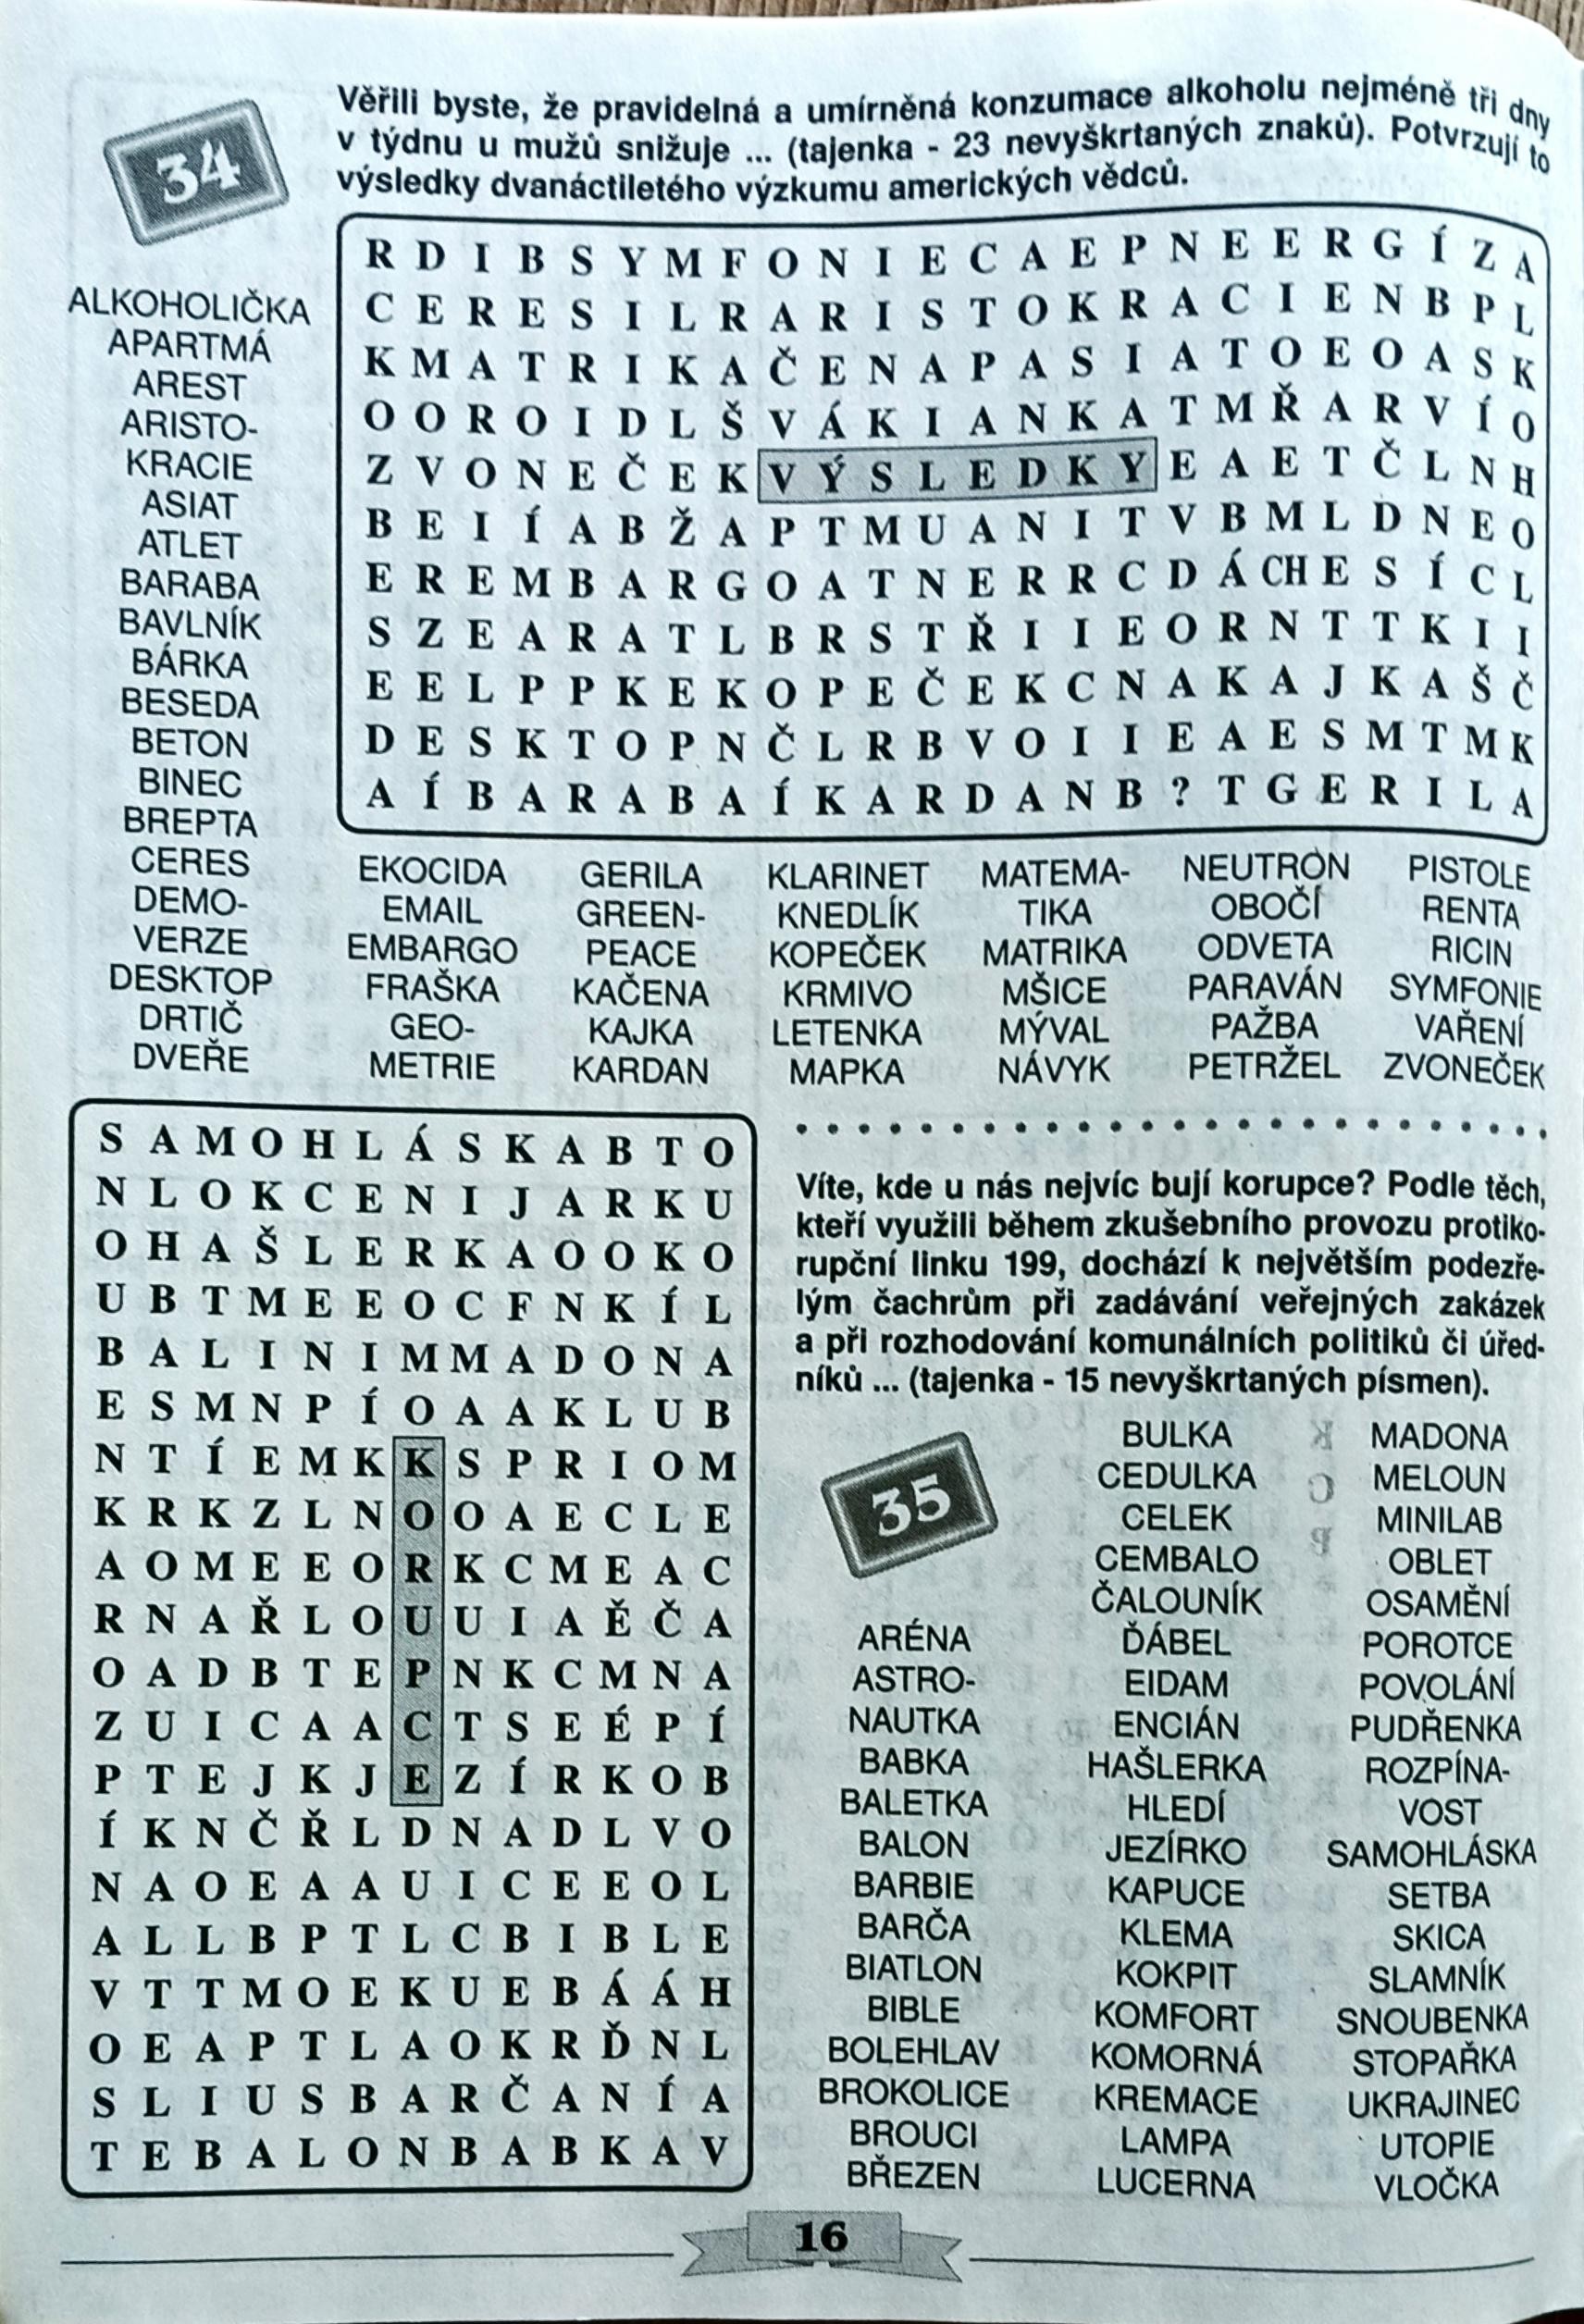 34
Věřili byste, že pravidelná a umírněná konzumace alkoholu nejméně tři dny
v týdnu u mužů snižuje ... (tajenka - 23 nevyškrtaných znaků). Potvrzují to
výsledky dvanáctiletého výzkumu amerických vědců.
R D I B S Y M F O N I E C A E P N E E R G Í Z A
C E R E S I L R A R I S T O K R A C I E N B P L
K M A T R I K A Č E N A P A S I A T O E O A S K
O O R O I D L Š V Á K I A N K A T M Ř A R V Í O
Z V O N E Č E K V Ý S L E D K Y E A E T Č L N H
B E I Í A B Ž A P T M U A N I T V B M L D N E O
E R E M B A R G O A T N E R R C D Á CH E S Í C L
S Z E A R A T L B R S T Ř I I E O R N T T K I I
E E L P P K E K O P E Č E K C N A K A J K A Š Č
D E S K T O P N Č L R B V O I I E A E S M T M K
A Í B A R A B A Í K A R D A N B ? T G E R I L A
ALKOHOLIČKA
APARTMÁ
AREST
ARISTO-
KRACIE
ASIAT
ATLET
BARABA
BAVLNÍK
BÁRKA
BESEDA
BETON
BINEC
BREPTA
CERES
DEMO-
VERZE
DESKTOP
DRTIČ
DVEŘE
EKOCIDA
EMAIL
EMBARGO
FRAŠKA
GEO-
METRIE
GERILA
GREEN-
PEACE
KAČENA
KAJKA
KARDAN
KLARINET
KNEDLÍK
KOPEČEK
KRMIVO
LETENKA
MAPKA
MATEMA-
TIKA
MATRIKA
MŠICE
MÝVAL
NÁVYK
NEUTRON
OBOČÍ
ODVETA
PARAVÁN
PAŽBA
PETRŽEL
PISTOLE
RENTA
RICIN
SYMFONIE
VAŘENÍ
ZVONEČEK
S A M O H L Á S K A B T O
N L O K C E N I J A R K U
O H A Š L E R K A O O K O
U B T M E E O C F N K Í L
B A L I N I M M A D O N A
E S M N P Í O A A K L U B
N T Í E M K K S P R I O M
K R K Z L N O O A E C L E
A O M E E O R K C M E A C
R N A Ř L O U U I A Ě Č A
O A D B T E P N K C M N A
Z U I C A A C T S E É P Í
P T E J K J E Z Í R K O B
Í K N Č Ř L D N A D L V O
N A O E A A U I C E E O L
A L L B P T L C B I B L E
V T T M O E K U E B Á Á H
O E A P T L A O K R Ď N L
S L I U S B A R Č A N Í A
T E B A L O N B A B K A V
Víte, kde u nás nejvíc bují korupce? Podle těch,
kteří využili během zkušebního provozu protiko-
rupční linku 199, dochází k největším podezře-
lým čachrům při zadávání veřejných zakázek
a při rozhodování komunálních politiků či úřed-
níků ... (tajenka - 15 nevyškrtaných písmen).
35
ARÉNA
ASTRO-
NAUTKA
BABKA
BALETKA
BALON
BARBIE
BARČA
BIATLON
BIBLE
BOLEHLAV
BROKOLICE
BROUCI
BŘEZEN
BULKA
CEDULKA
CELEK
CEMBALO
ČALOUNÍK
ĎÁBEL
EIDAM
ENCIÁN
HAŠLERKA
HLEDÍ
JEZÍRKO
KAPUCE
KLEMA
KOKPIT
KOMFORT
KOMORNÁ
KREMACE
LAMPA
LUCERNA
MADONA
MELOUN
MINILAB
OBLET
OSAMĚNÍ
POROTCE
POVOLÁNÍ
PUDŘENKA
ROZPÍNA-
VOST
SAMOHLÁSKA
SETBA
SKICA
SLAMNÍK
SNOUBENKA
STOPAŘKA
UKRAJINEC
UTOPIE
VLOČKA
16